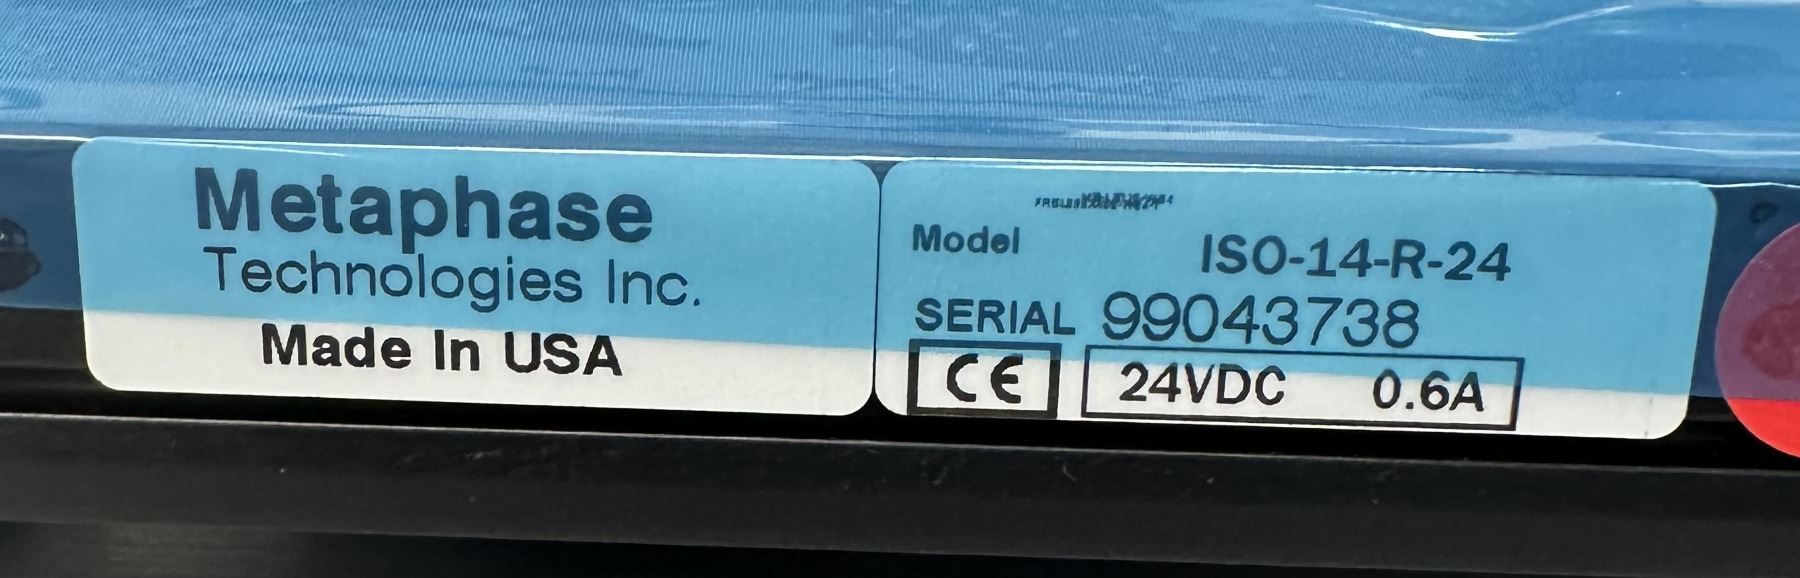 Metaphase
Technologies Inc.
Made In USA
Model ISO-14-R-24
SERIAL 99043738
CE 24VDC 0.6A